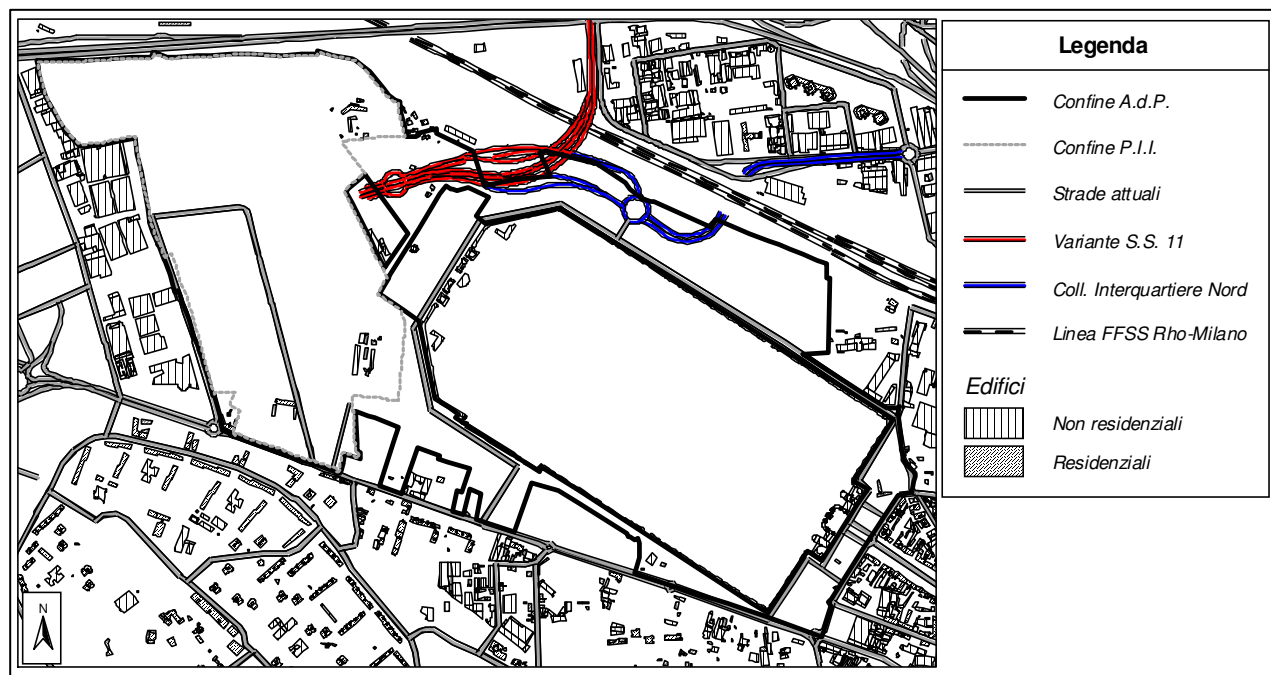 Legenda
Confine A.d.P.
Confine P.I.I.
Strade attuali
Variante S.S. 11
Coll. Interquartiere Nord
Linea FFSS Rho-Milano
Edifici
Non residenziali
Residenziali
N